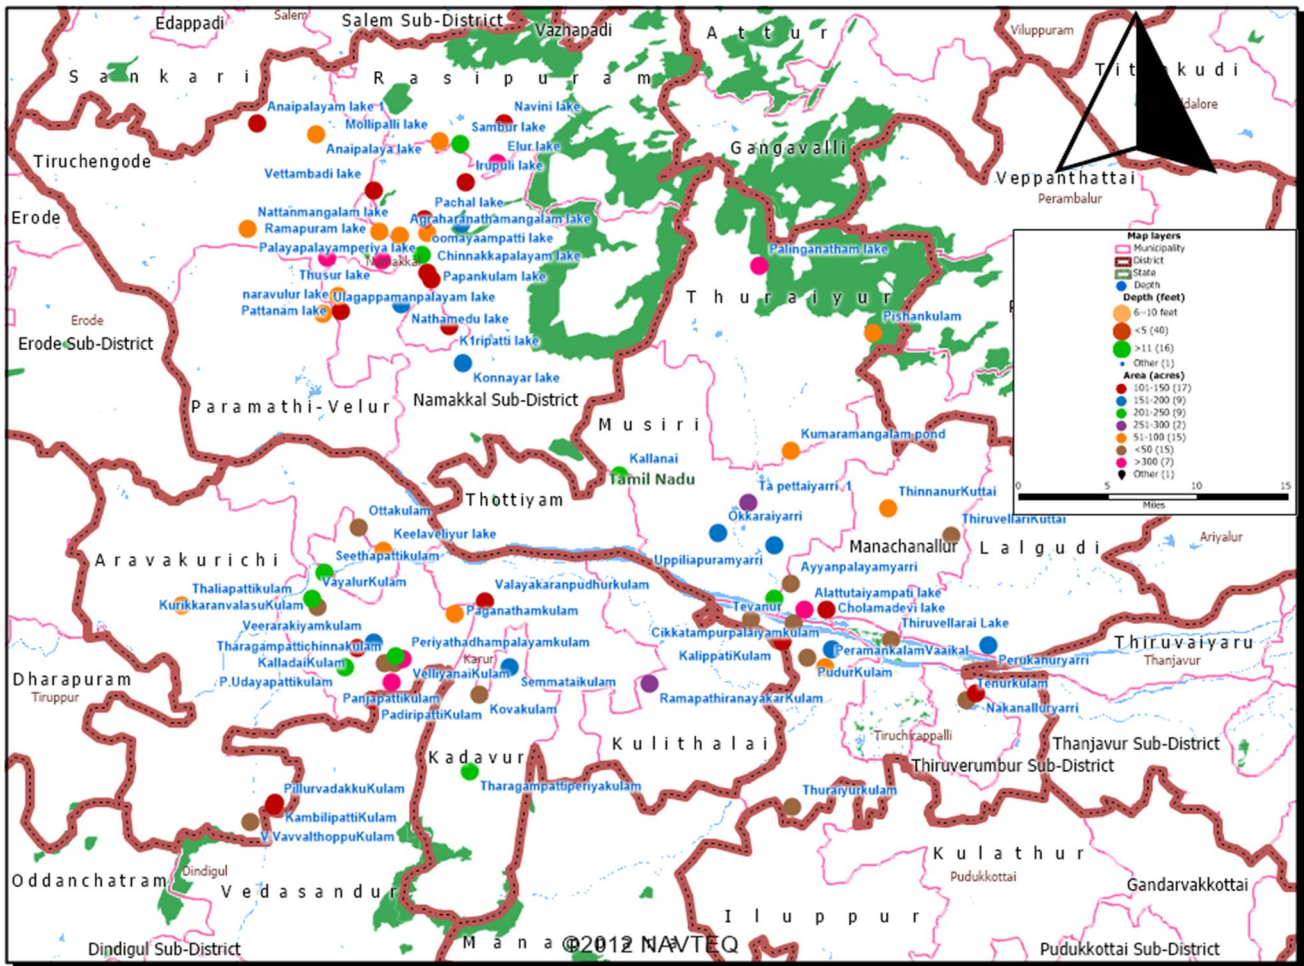 Edappadi
Salem
Salem Sub-District
Vazhapadi
Attur
Viluppuram
Sankari
Rasipuram
Anaipalayam lake 1
Mollipalli lake
Navini lake
Sambur lake
Anaipalaya lake
Elur lake
Irupuli lake
Gangavalli
Tiruchengode
Vettambadi lake
Veppanthattai
Perambalur
Pachal lake
Erode
Nattanmangalam lake
Agraharanathamangalam lake
Ramapuram lake
oomayaampatti lake
Palayapalayamperiya lake
Chinnakkapalayam lake
Palinganatham lake
Thusur lake
Papankulam lake
naravulur lake
Ulagappamanpalayam lake
Thuraiyur
Pattanam lake
Nathamedu lake
Pishankulam
Erode
Erode Sub-District
K1ripatti lake
Konnayar lake
Paramathi-Velur
Namakkal Sub-District
Musiri
Kumaramangalam pond
Kallanai
Tamil Nadu
Ta pettaiyarri 1
ThinnanurKuttai
Thottiyam
Ottakulam
Okkaraiyarri
ThiruvellariKuttai
Keelaveliyur lake
Manachanallur
Lalgudi
Ariyalur
Aravakurichi
Seethapattikulam
Uppiliapuramyarri
Ayyanpalayamyarri
VayalurKulam
Valayakaranpudhurkulam
Thaliapattikulam
Alattutaiyampati lake
KurikkaranvalasuKulam
Paganathamkulam
Tevanur
Cholamadevi lake
Veerarakiyamkulam
Thiruvellarai Lake
Cikkatampurpalaiyamkulam
Tharagampattichinnakulam
Periyathadhampalayamkulam
Thiruvaiyaru
KalladaiKulam
Karur
KalippatiKulam
PeramankalamVaaikal
Perukanuryarri
Thanjavur
Dharapuram
VelliyanaiKulam
PudurKulam
P.Udayapattikulam
Semmataikulam
Tenurkulam
Tiruppur
Panjapattikulam
RamapathiranayakarKulam
Nakanalluryarri
PadiripattiKulam
Kovakulam
Kulithalai
Tiruchirappalli
Thanjavur Sub-District
Kadavur
Thiruverumbur Sub-District
Tharagampattiperiyakulam
Thuraiyurkulam
PillurvadakkuKulam
KambilipattiKulam
V.VavvalthoppuKulam
Kulathur
Dindigul
Pudukkottai
Oddanchatram
Vedasandur
Gandarvakkottai
Iluppur
©2012 NAVTEQ
Dindigul Sub-District
Pudukkottai Sub-District
Map layers
Municipality
District
State
Depth
Depth (feet)
6--10 feet
<5 (40)
>11 (16)
Other (1)
Area (acres)
101-150 (17)
151-200 (9)
201-250 (9)
251-300 (2)
51-100 (15)
<50 (15)
>300 (7)
Other (1)
0 5 10 15
Miles